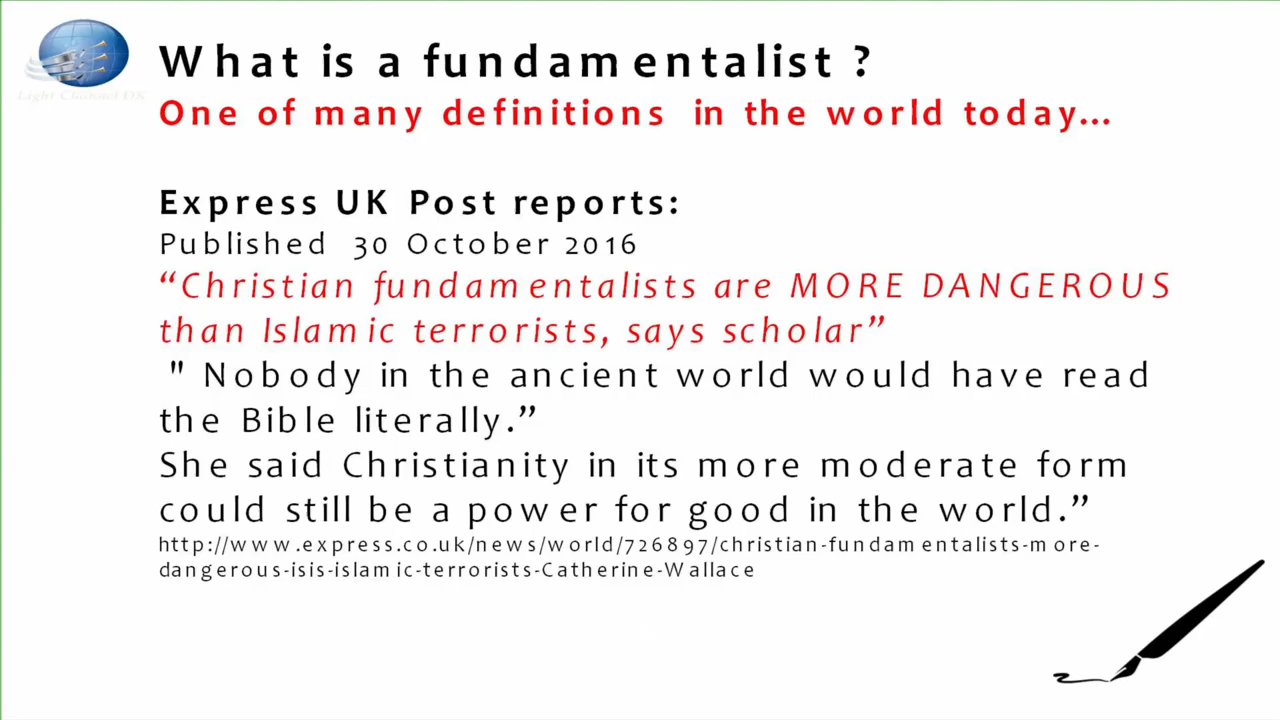 What is a fundamentalist ?
One of many definitions in the world today...
Light Channel DK
Express UK Post reports:
Published 30 October 2016
“Christian fundamentalists are MORE DANGEROUS
than Islamic terrorists, says scholar”
" Nobody in the ancient world would have read
the Bible literally.”
She said Christianity in its more moderate form
could still be a power for good in the world.”
http://www.express.co.uk/news/world/726897/christian-fundamentalists-more-
dangerous-isis-islamic-terrorists-Catherine-Wallace